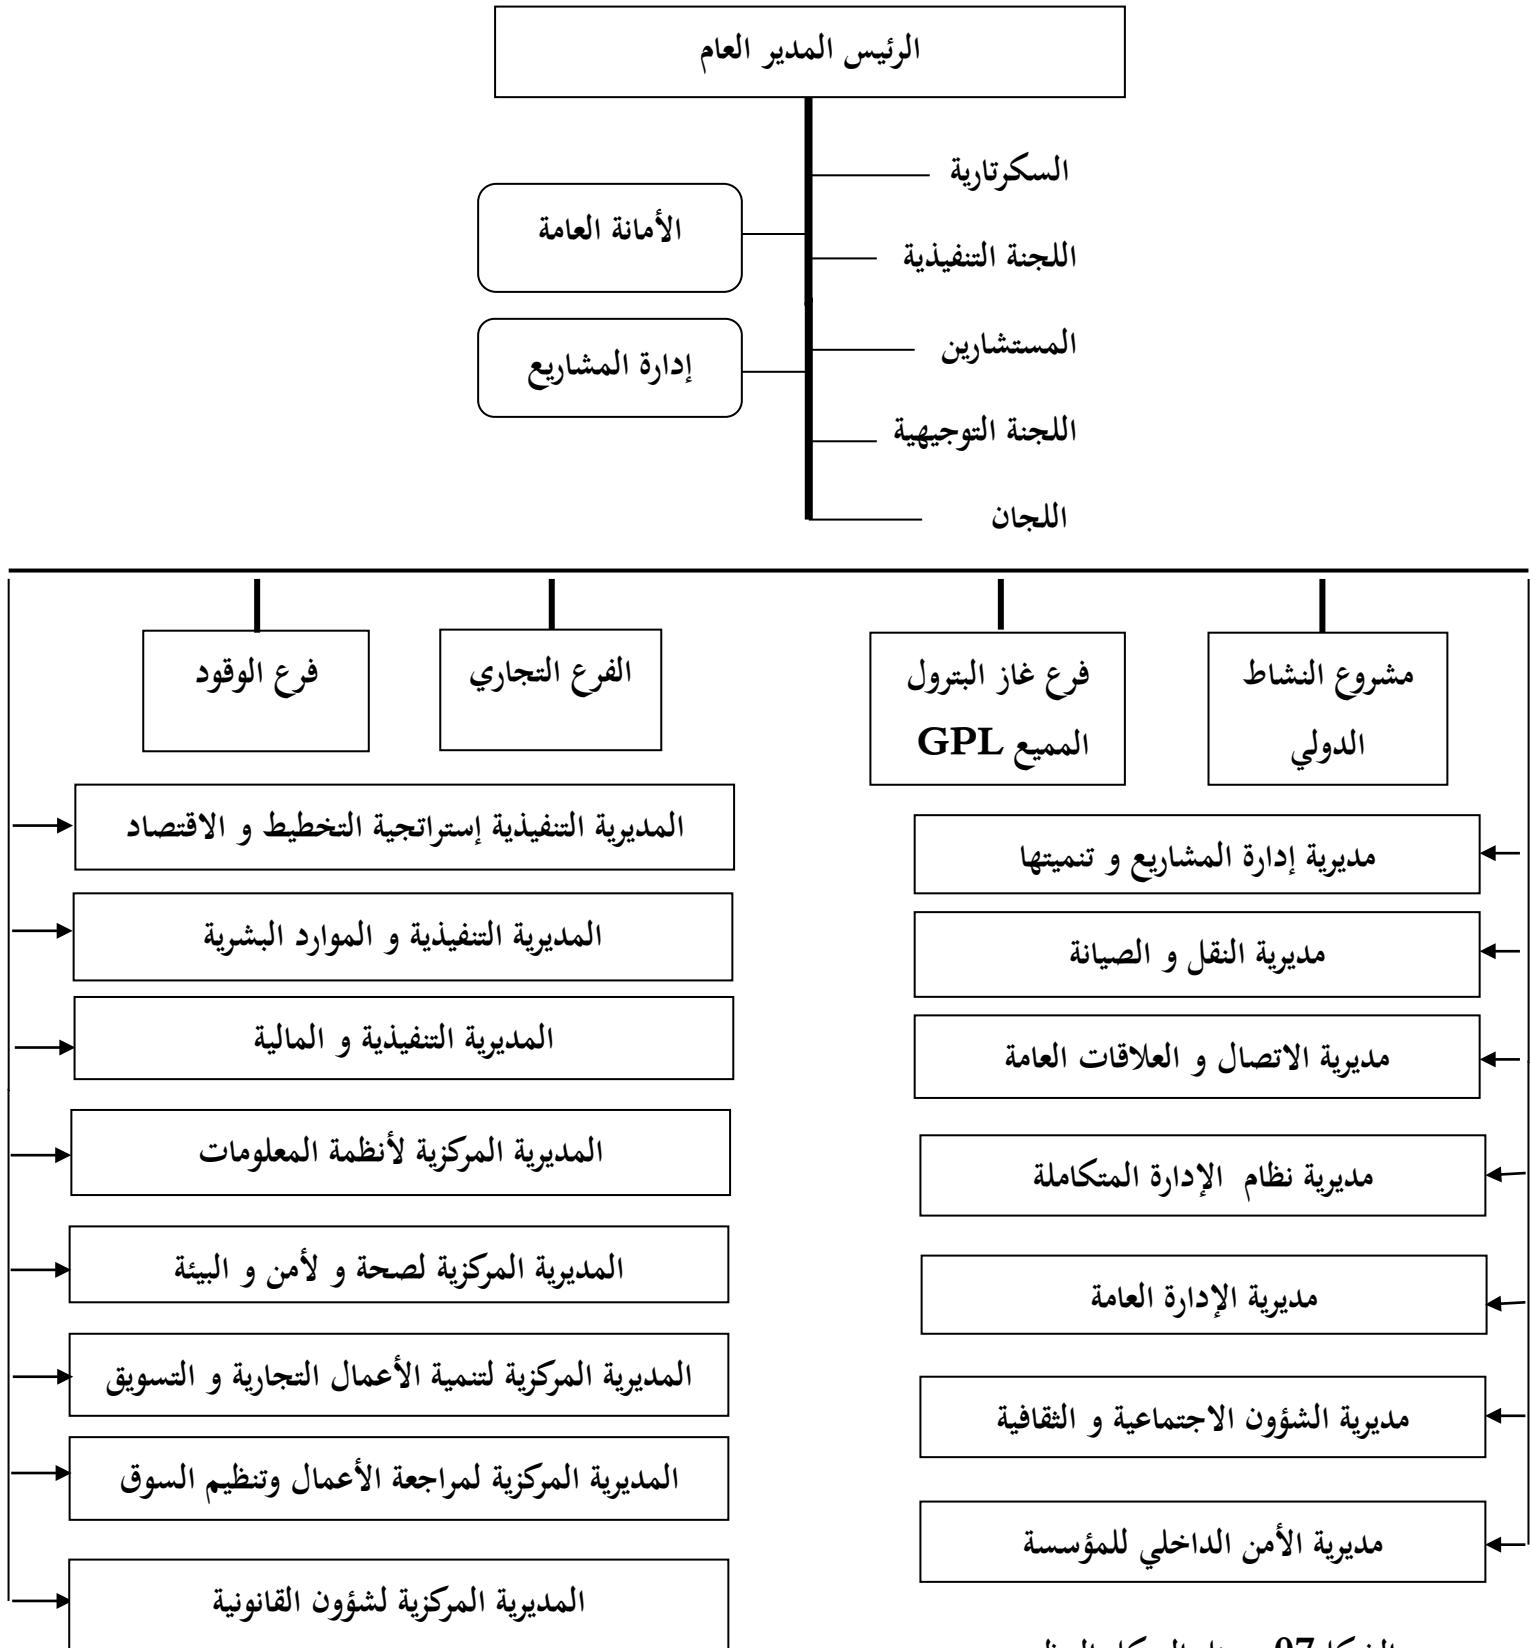 الرئيس المدير العام
السكرتارية
الأمانة العامة
اللجنة التنفيذية
المستشارين
إدارة المشاريع
اللجنة التوجيهية
اللجان
مشروع النشاط
الدولي
فرع غاز البترول
المميع GPL
الفرع التجاري
فرع الوقود
مديرية إدارة المشاريع و تنميتها
مديرية النقل و الصيانة
مديرية الاتصال و العلاقات العامة
مديرية نظام الإدارة المتكاملة
مديرية الإدارة العامة
مديرية الشؤون الاجتماعية و الثقافية
مديرية الأمن الداخلي للمؤسسة
المديرية التنفيذية إستراتجية التخطيط و الاقتصاد
المديرية التنفيذية و الموارد البشرية
المديرية التنفيذية و المالية
المديرية المركزية لأنظمة المعلومات
المديرية المركزية لصحة و لأمن و البيئة
المديرية المركزية لتنمية الأعمال التجارية و التسويق
المديرية المركزية لمراجعة الأعمال وتنظيم السوق
المديرية المركزية لشؤون القانونية